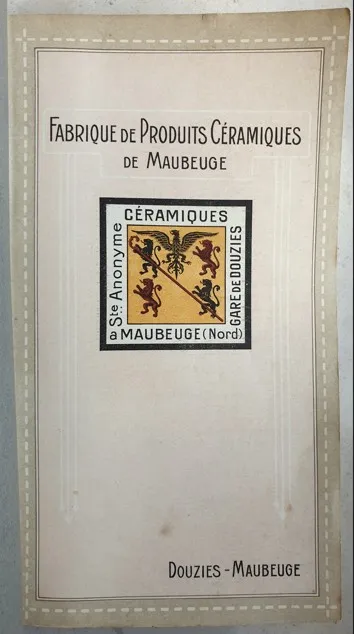 Fabrique de Produits Céramiques
de Maubeuge
CÉRAMIQUES
Sté. Anonyme
GARE DE DOUZIES
à MAUBEUGE (Nord)
Douzies - Maubeuge